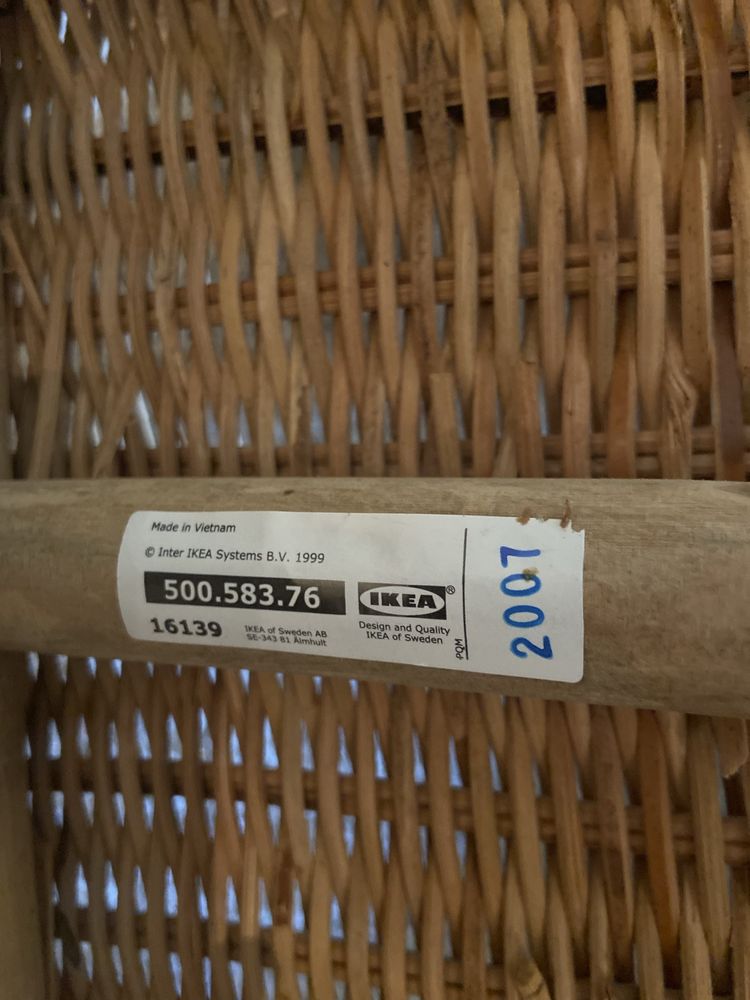 Made in Vietnam
© Inter IKEA Systems B.V. 1999
500.583.76
16139
IKEA of Sweden AB
SE-343 81 Älmhult
IKEA®
Design and Quality
IKEA of Sweden
PQM
2007